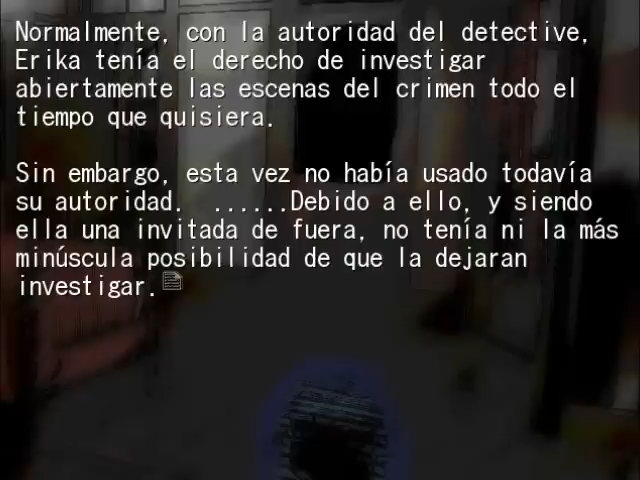 Normalmente, con la autoridad del detective,
Erika tenía el derecho de investigar
abiertamente las escenas del crimen todo el
tiempo que quisiera.
Sin embargo, esta vez no había usado todavía
su autoridad.  ......Debido a ello, y siendo
ella una invitada de fuera, no tenía ni la más
minúscula posibilidad de que la dejaran
investigar.